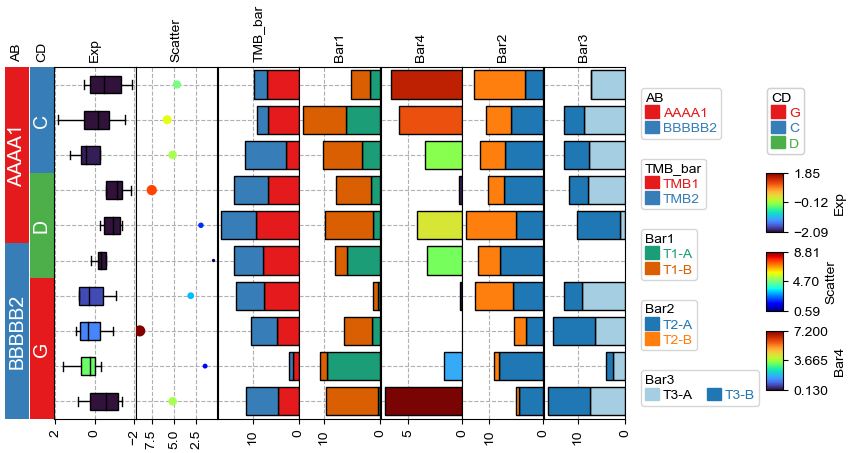 AB
CD
Exp
Scatter
TMB_bar
Bar1
Bar4
Bar2
Bar3
AAAA1
BBBBB2
C
D
G
2
0
−2
7.5
5.0
2.5
10
0
10
0
5
0
10
0
10
0
AB
AAAA1
BBBBB2
TMB_bar
TMB1
TMB2
Bar1
T1-A
T1-B
Bar2
T2-A
T2-B
Bar3
T3-A T3-B
CD
G
C
D
1.85
−0.12
−2.09
Exp
8.81
4.70
0.59
Scatter
7.200
3.665
0.130
Bar4